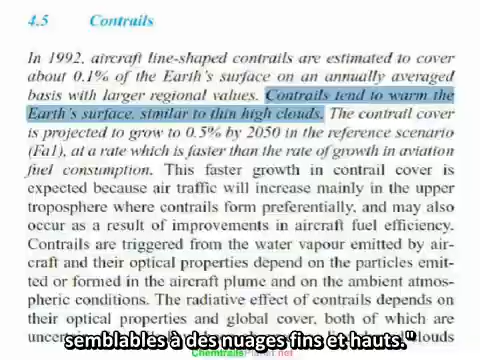 4.5 Contrails
In 1992, aircraft line-shaped contrails are estimated to cover
about 0.1% of the Earth's surface on an annually averaged
basis with larger regional values. Contrails tend to warm the
Earth's surface, similar to thin high clouds. The contrail cover
is projected to grow to 0.5% by 2050 in the reference scenario
(Fa1), at a rate which is faster than the rate of growth in aviation
fuel consumption. This faster growth in contrail cover is
expected because air traffic will increase mainly in the upper
troposphere where contrails form preferentially, and may also
occur as a result of improvements in aircraft fuel efficiency.
Contrails are triggered from the water vapour emitted by air-
craft and their optical properties depend on the particles emit-
ted or formed in the aircraft plume and on the ambient atmos-
pheric conditions. The radiative effect of contrails depends on
their optical properties and global cover, both of which are
semblables à des nuages fins et hauts."
ChemtrailsPlanet.net